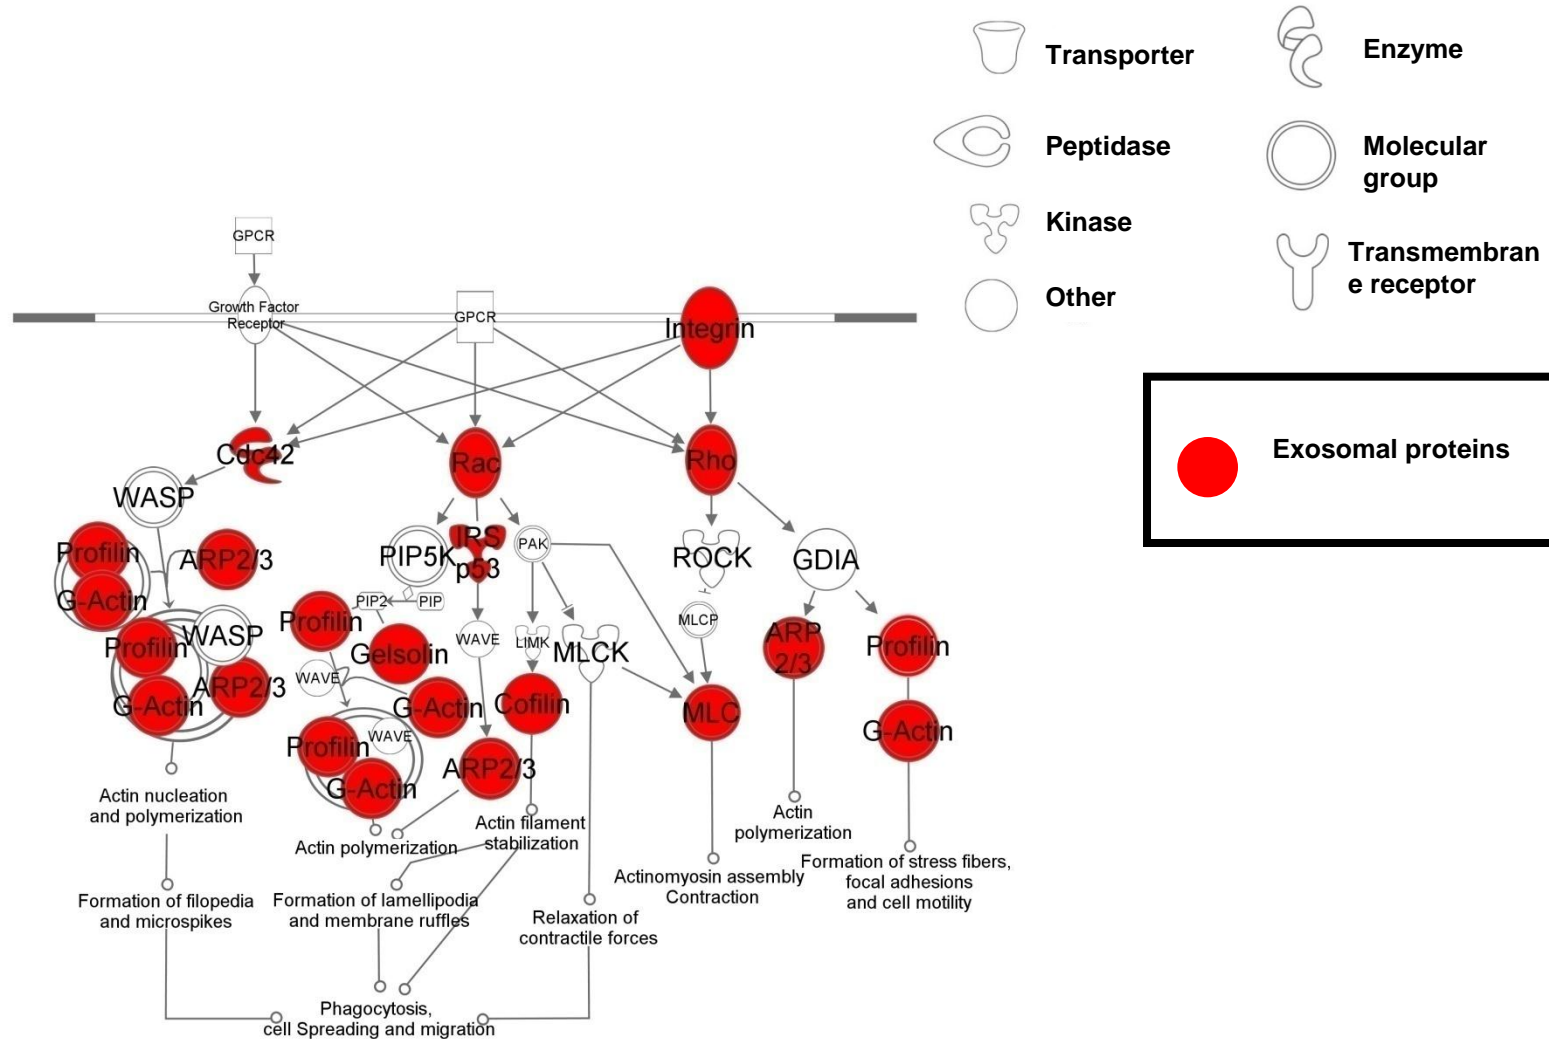 Transporter
Enzyme
Peptidase
Molecular
group
Kinase
Transmembran
e receptor
Other
Exosomal proteins
GPCR
Growth Factor
Receptor
GPCR
Integrin
Cdc42
Rac
Rho
WASP
Profilin
G-Actin
ARP2/3
PIP5K
IRS
p53
PAK
ROCK
GDIA
Profilin
WASP
ARP2/3
G-Actin
Profilin
PIP2
PIP
Gelsolin
WAVE
G-Actin
WAVE
LIMK
MLCK
MLCP
Cofilin
MLC
ARP
2/3
Profilin
G-Actin
Profilin
WAVE
G-Actin
ARP2/3
Actin nucleation
and polymerization
Actin polymerization
Actin filament
stabilization
Actin
polymerization
Actinomyosin assembly
Contraction
Formation of stress fibers,
focal adhesions
and cell motility
Formation of filopedia
and microspikes
Formation of lamellipodia
and membrane ruffles
Relaxation of
contractile forces
Phagocytosis,
cell Spreading and migration